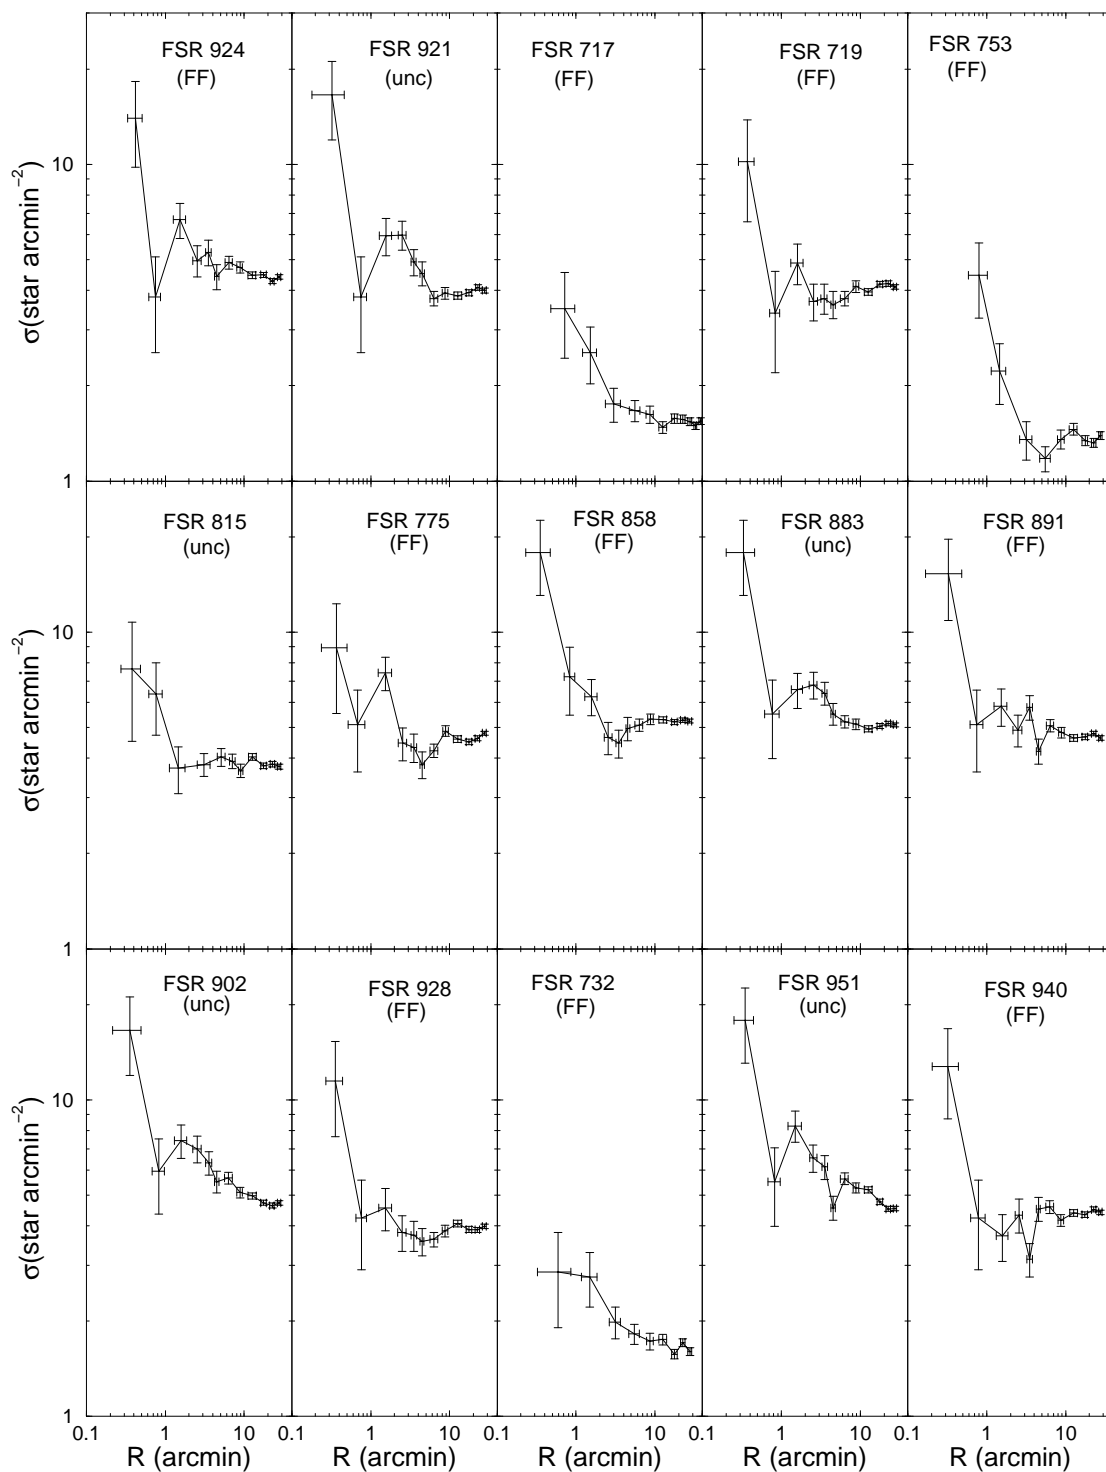 FSR 924
(FF)
FSR 921
(unc)
FSR 717
(FF)
FSR 719
(FF)
FSR 753
(FF)
10
1
σ(star arcmin−2)
FSR 815
(unc)
FSR 775
(FF)
FSR 858
(FF)
FSR 883
(unc)
FSR 891
(FF)
10
1
σ(star arcmin−2)
FSR 902
(unc)
FSR 928
(FF)
FSR 732
(FF)
FSR 951
(unc)
FSR 940
(FF)
10
1
σ(star arcmin−2)
0.1 1 10 0.1 1 10 0.1 1 10 0.1 1 10 0.1 1 10
R (arcmin) R (arcmin) R (arcmin) R (arcmin) R (arcmin)